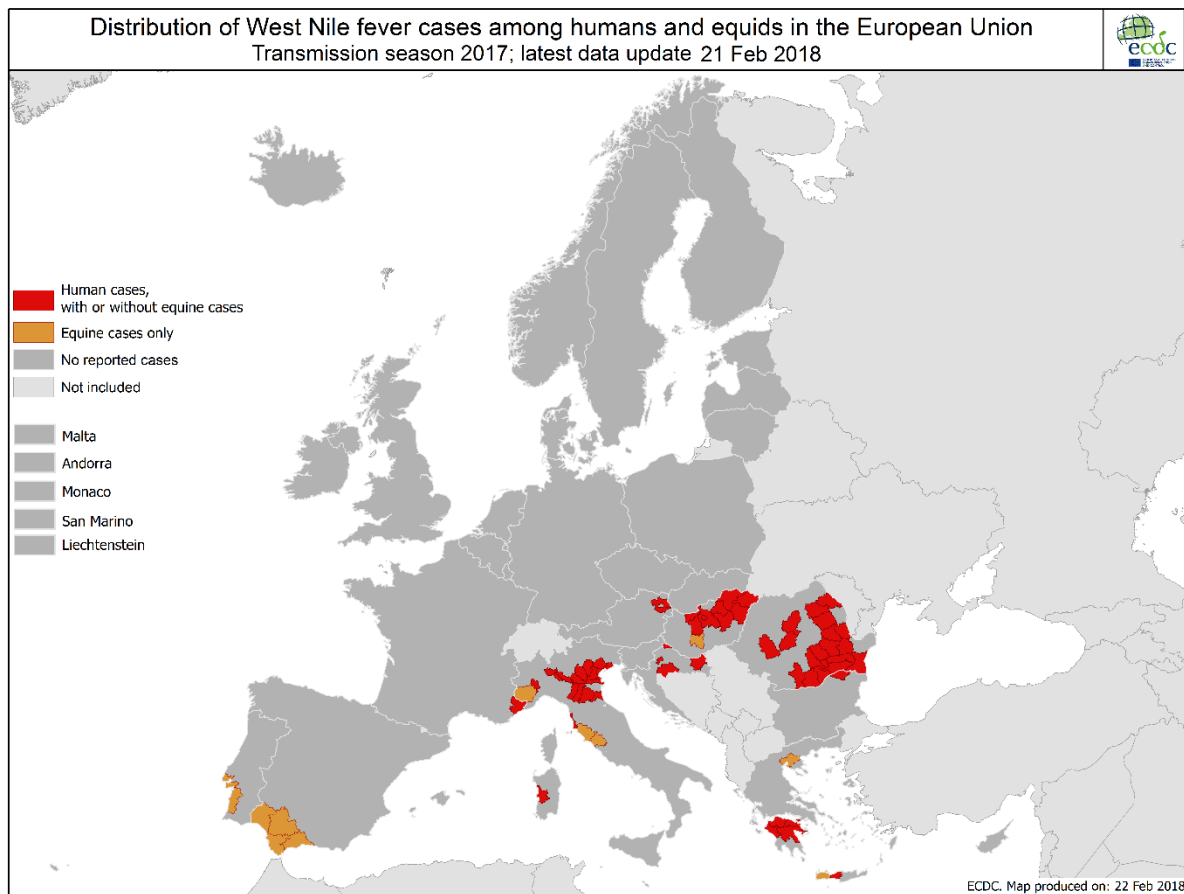 Distribution of West Nile fever cases among humans and equids in the European Union
Transmission season 2017; latest data update 21 Feb 2018
ecdc
Human cases,
with or without equine cases
Equine cases only
No reported cases
Not included
Malta
Andorra
Monaco
San Marino
Liechtenstein
ECDC. Map produced on: 22 Feb 2018